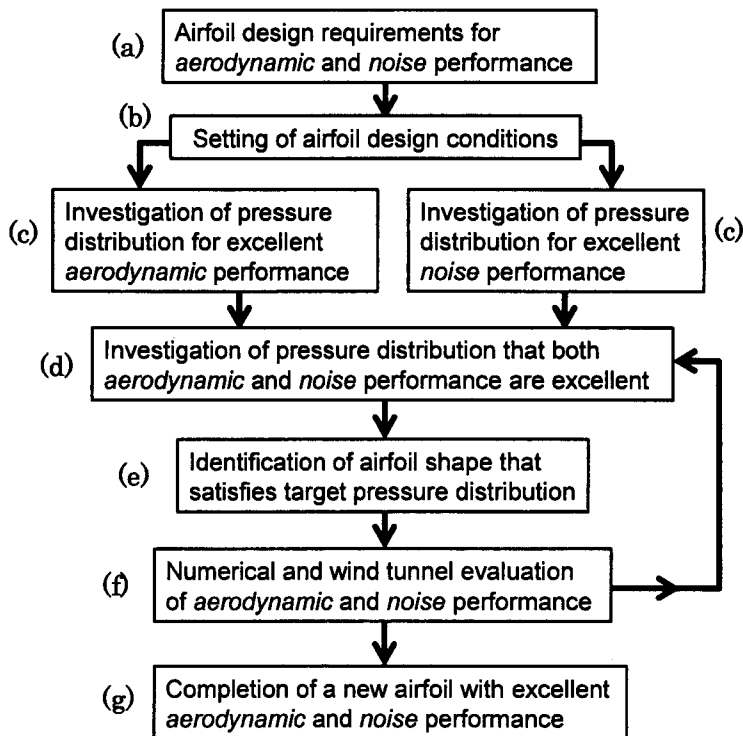 (a)
Airfoil design requirements for
aerodynamic and noise performance
(b)
Setting of airfoil design conditions
(c)
Investigation of pressure
distribution for excellent
aerodynamic performance
Investigation of pressure
distribution for excellent
noise performance
(c)
(d)
Investigation of pressure distribution that both
aerodynamic and noise performance are excellent
(e)
Identification of airfoil shape that
satisfies target pressure distribution
(f)
Numerical and wind tunnel evaluation
of aerodynamic and noise performance
(g)
Completion of a new airfoil with excellent
aerodynamic and noise performance